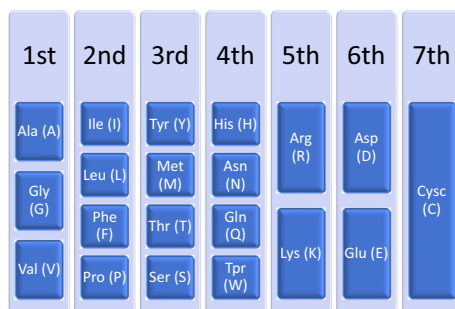 1st
2nd
3rd
4th
5th
6th
7th
Ala (A)
Gly
(G)
Val (V)
Ile (I)
Leu (L)
Phe
(F)
Pro (P)
Tyr (Y)
Met
(M)
Thr (T)
Ser (S)
His (H)
Asn
(N)
Gln
(Q)
Tpr
(W)
Arg
(R)
Lys (K)
Asp
(D)
Glu (E)
Cysc
(C)